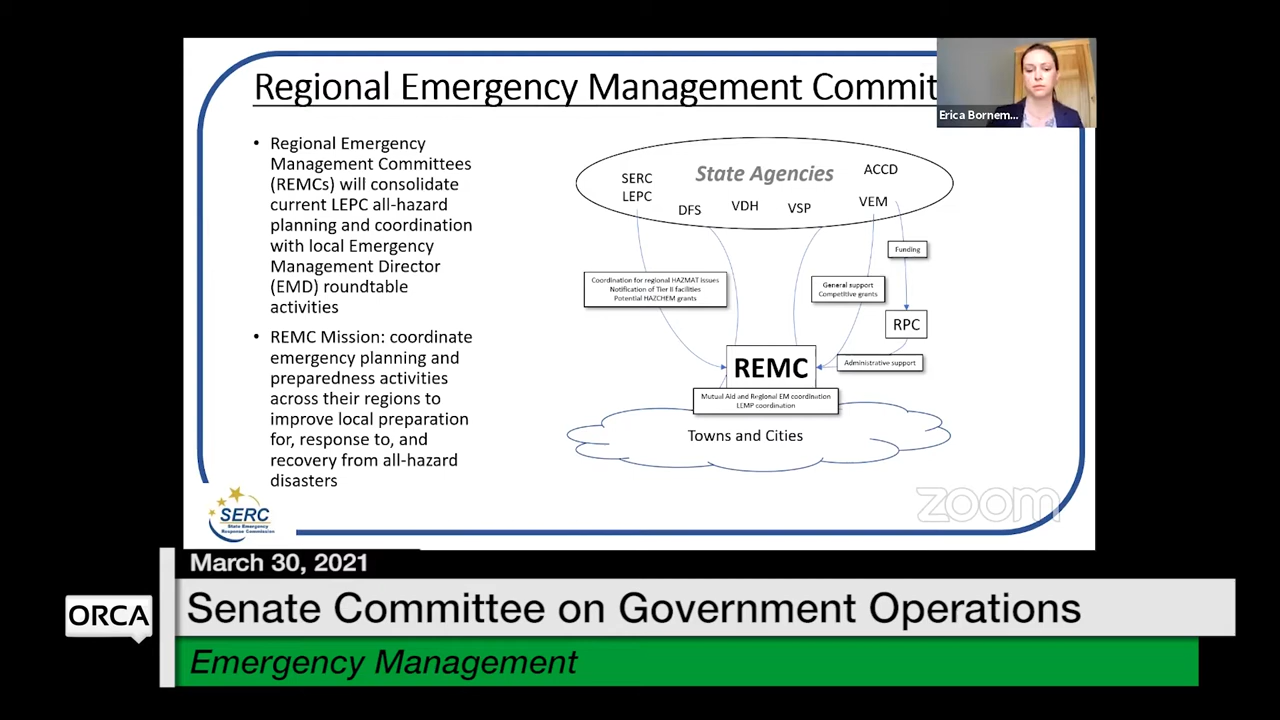 Regional Emergency Management Commit
Erica Bornem...
• Regional Emergency
Management Committees
(REMCs) will consolidate
current LEPC all-hazard
planning and coordination
with local Emergency
Management Director
(EMD) roundtable
activities
• REMC Mission: coordinate
emergency planning and
preparedness activities
across their regions to
improve local preparation
for, response to, and
recovery from all-hazard
disasters
State Agencies
SERC
LEPC
DFS
VDH
VSP
ACCD
VEM
Funding
Coordination for regional HAZMAT issues
Notification of Tier II facilities
Potential HAZCHEM grants
General support
Competitive grants
RPC
Administrative support
REMC
Mutual Aid and Regional EM coordination
LEMP coordination
Towns and Cities
SERC
State Emergency
Response Commission
zoom
March 30, 2021
ORCA
Senate Committee on Government Operations
Emergency Management